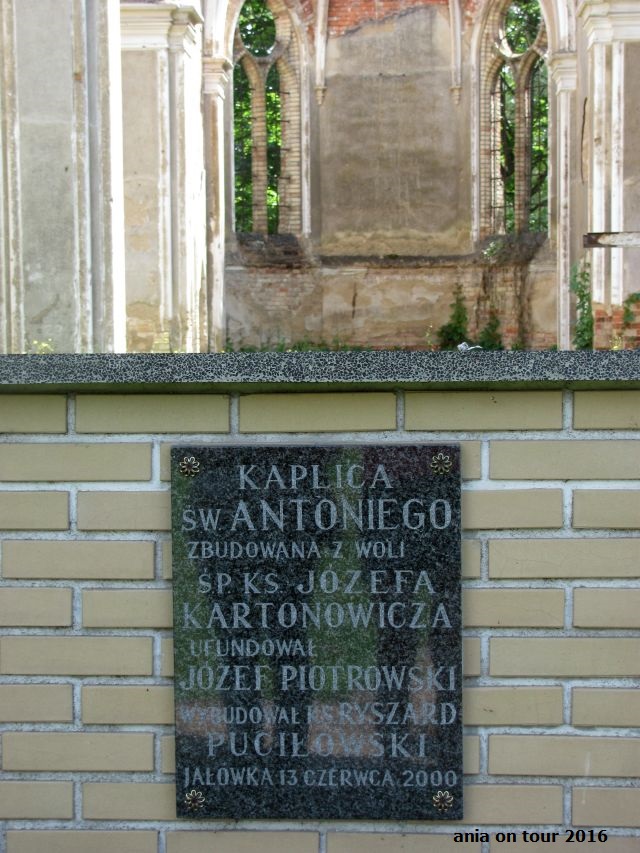 KAPLICA
ŚW. ANTONIEGO
ZBUDOWANA Z WOLI
ŚP. KS JÓZEFA
KARTONOWICZA
UFUNDOWAŁ
JÓZEF PIOTROWSKI
WYBUDOWAŁ KS. RYSZARD
PUCIŁOWSKI
JAŁÓWKA 13 CZERWCA 2000
ania on tour 2016